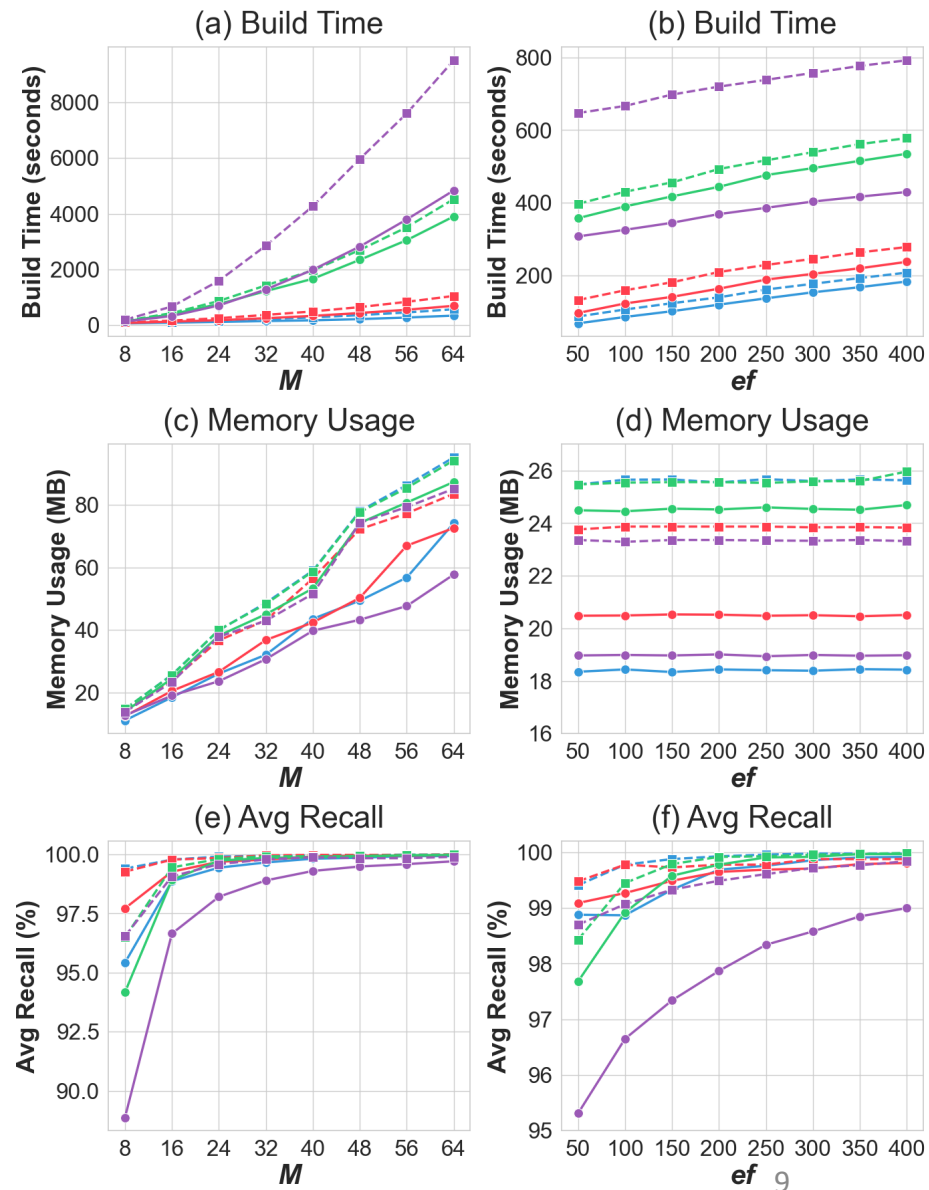 (a) Build Time
Build Time (seconds)
8000
6000
4000
2000
0
8 16 24 32 40 48 56 64
M
(b) Build Time
Build Time (seconds)
800
600
400
200
50 100 150 200 250 300 350 400
ef
(c) Memory Usage
Memory Usage (MB)
80
60
40
20
8 16 24 32 40 48 56 64
M
(d) Memory Usage
Memory Usage (MB)
26
24
22
20
18
16
50 100 150 200 250 300 350 400
ef
(e) Avg Recall
Avg Recall (%)
100.0
97.5
95.0
92.5
90.0
8 16 24 32 40 48 56 64
M
(f) Avg Recall
Avg Recall (%)
100
99
98
97
96
95
50 100 150 200 250 300 350 400
ef
9